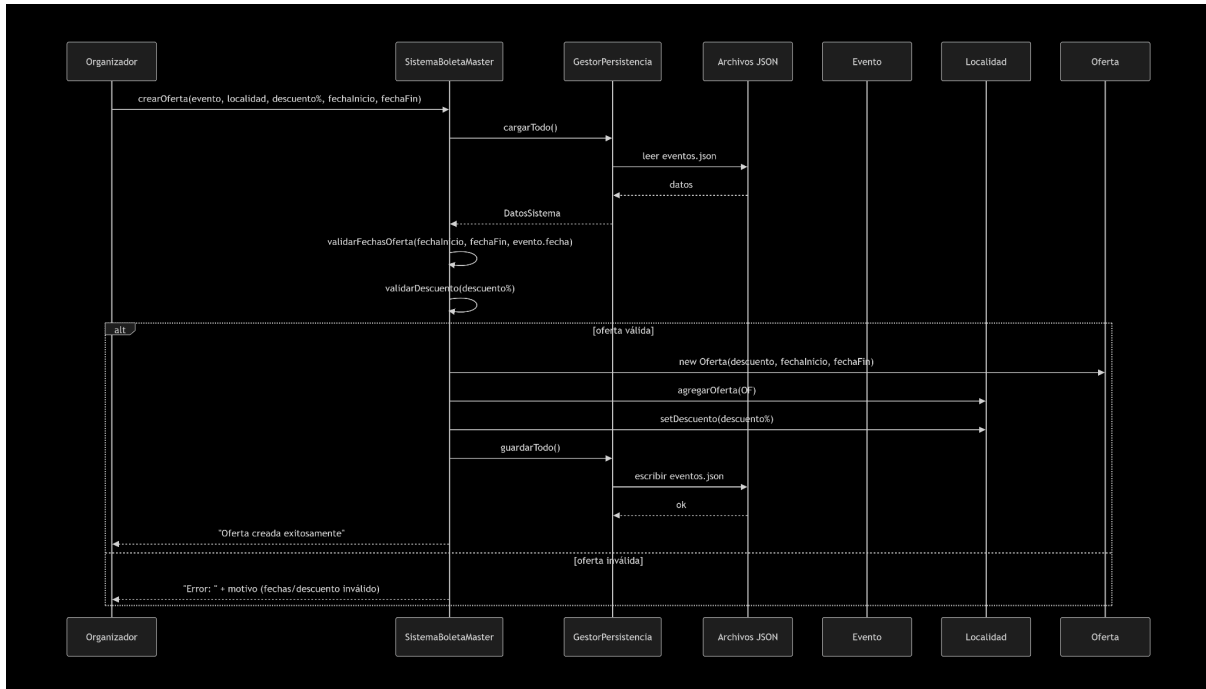 Organizador
SistemaBoletaMaster
GestorPersistencia
Archivos JSON
Evento
Localidad
Oferta
crearOferta(evento, localidad, descuento%, fechaInicio, fechaFin)
cargarTodo()
leer eventos.json
datos
DatosSistema
validarFechasOferta(fechaInicio, fechaFin, evento.fecha)
validarDescuento(descuento%)
alt
[oferta válida]
new Oferta(descuento, fechaInicio, fechaFin)
agregarOferta(OF)
setDescuento(descuento%)
guardarTodo()
escribir eventos.json
ok
"Oferta creada exitosamente"
[oferta inválida]
"Error: " + motivo (fechas/descuento inválido)
Organizador
SistemaBoletaMaster
GestorPersistencia
Archivos JSON
Evento
Localidad
Oferta